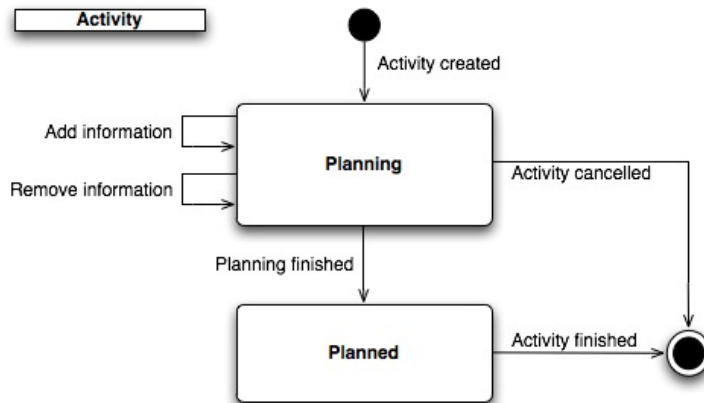 Activity
Activity created
Add information
Planning
Remove information
Activity cancelled
Planning finished
Planned
Activity finished